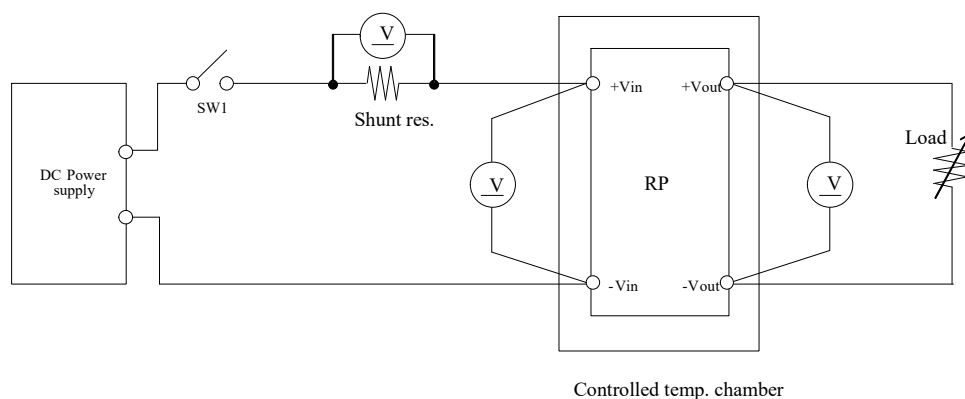 V
SW1
Shunt res.
+Vin
+Vout
Load
DC Power
supply
V
RP
V
-Vin
-Vout
Controlled temp. chamber